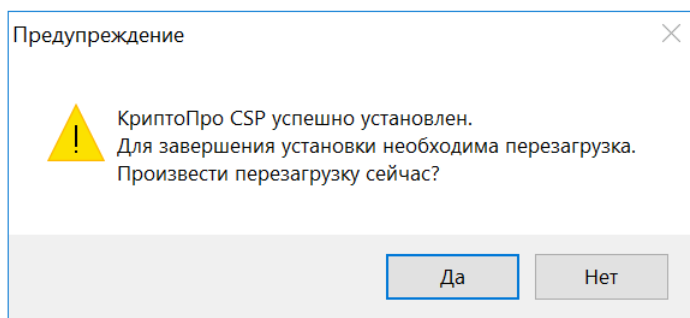 Предупреждение
КриптоПро CSP успешно установлен.
Для завершения установки необходима перезагрузка.
Произвести перезагрузку сейчас?
Да Нет